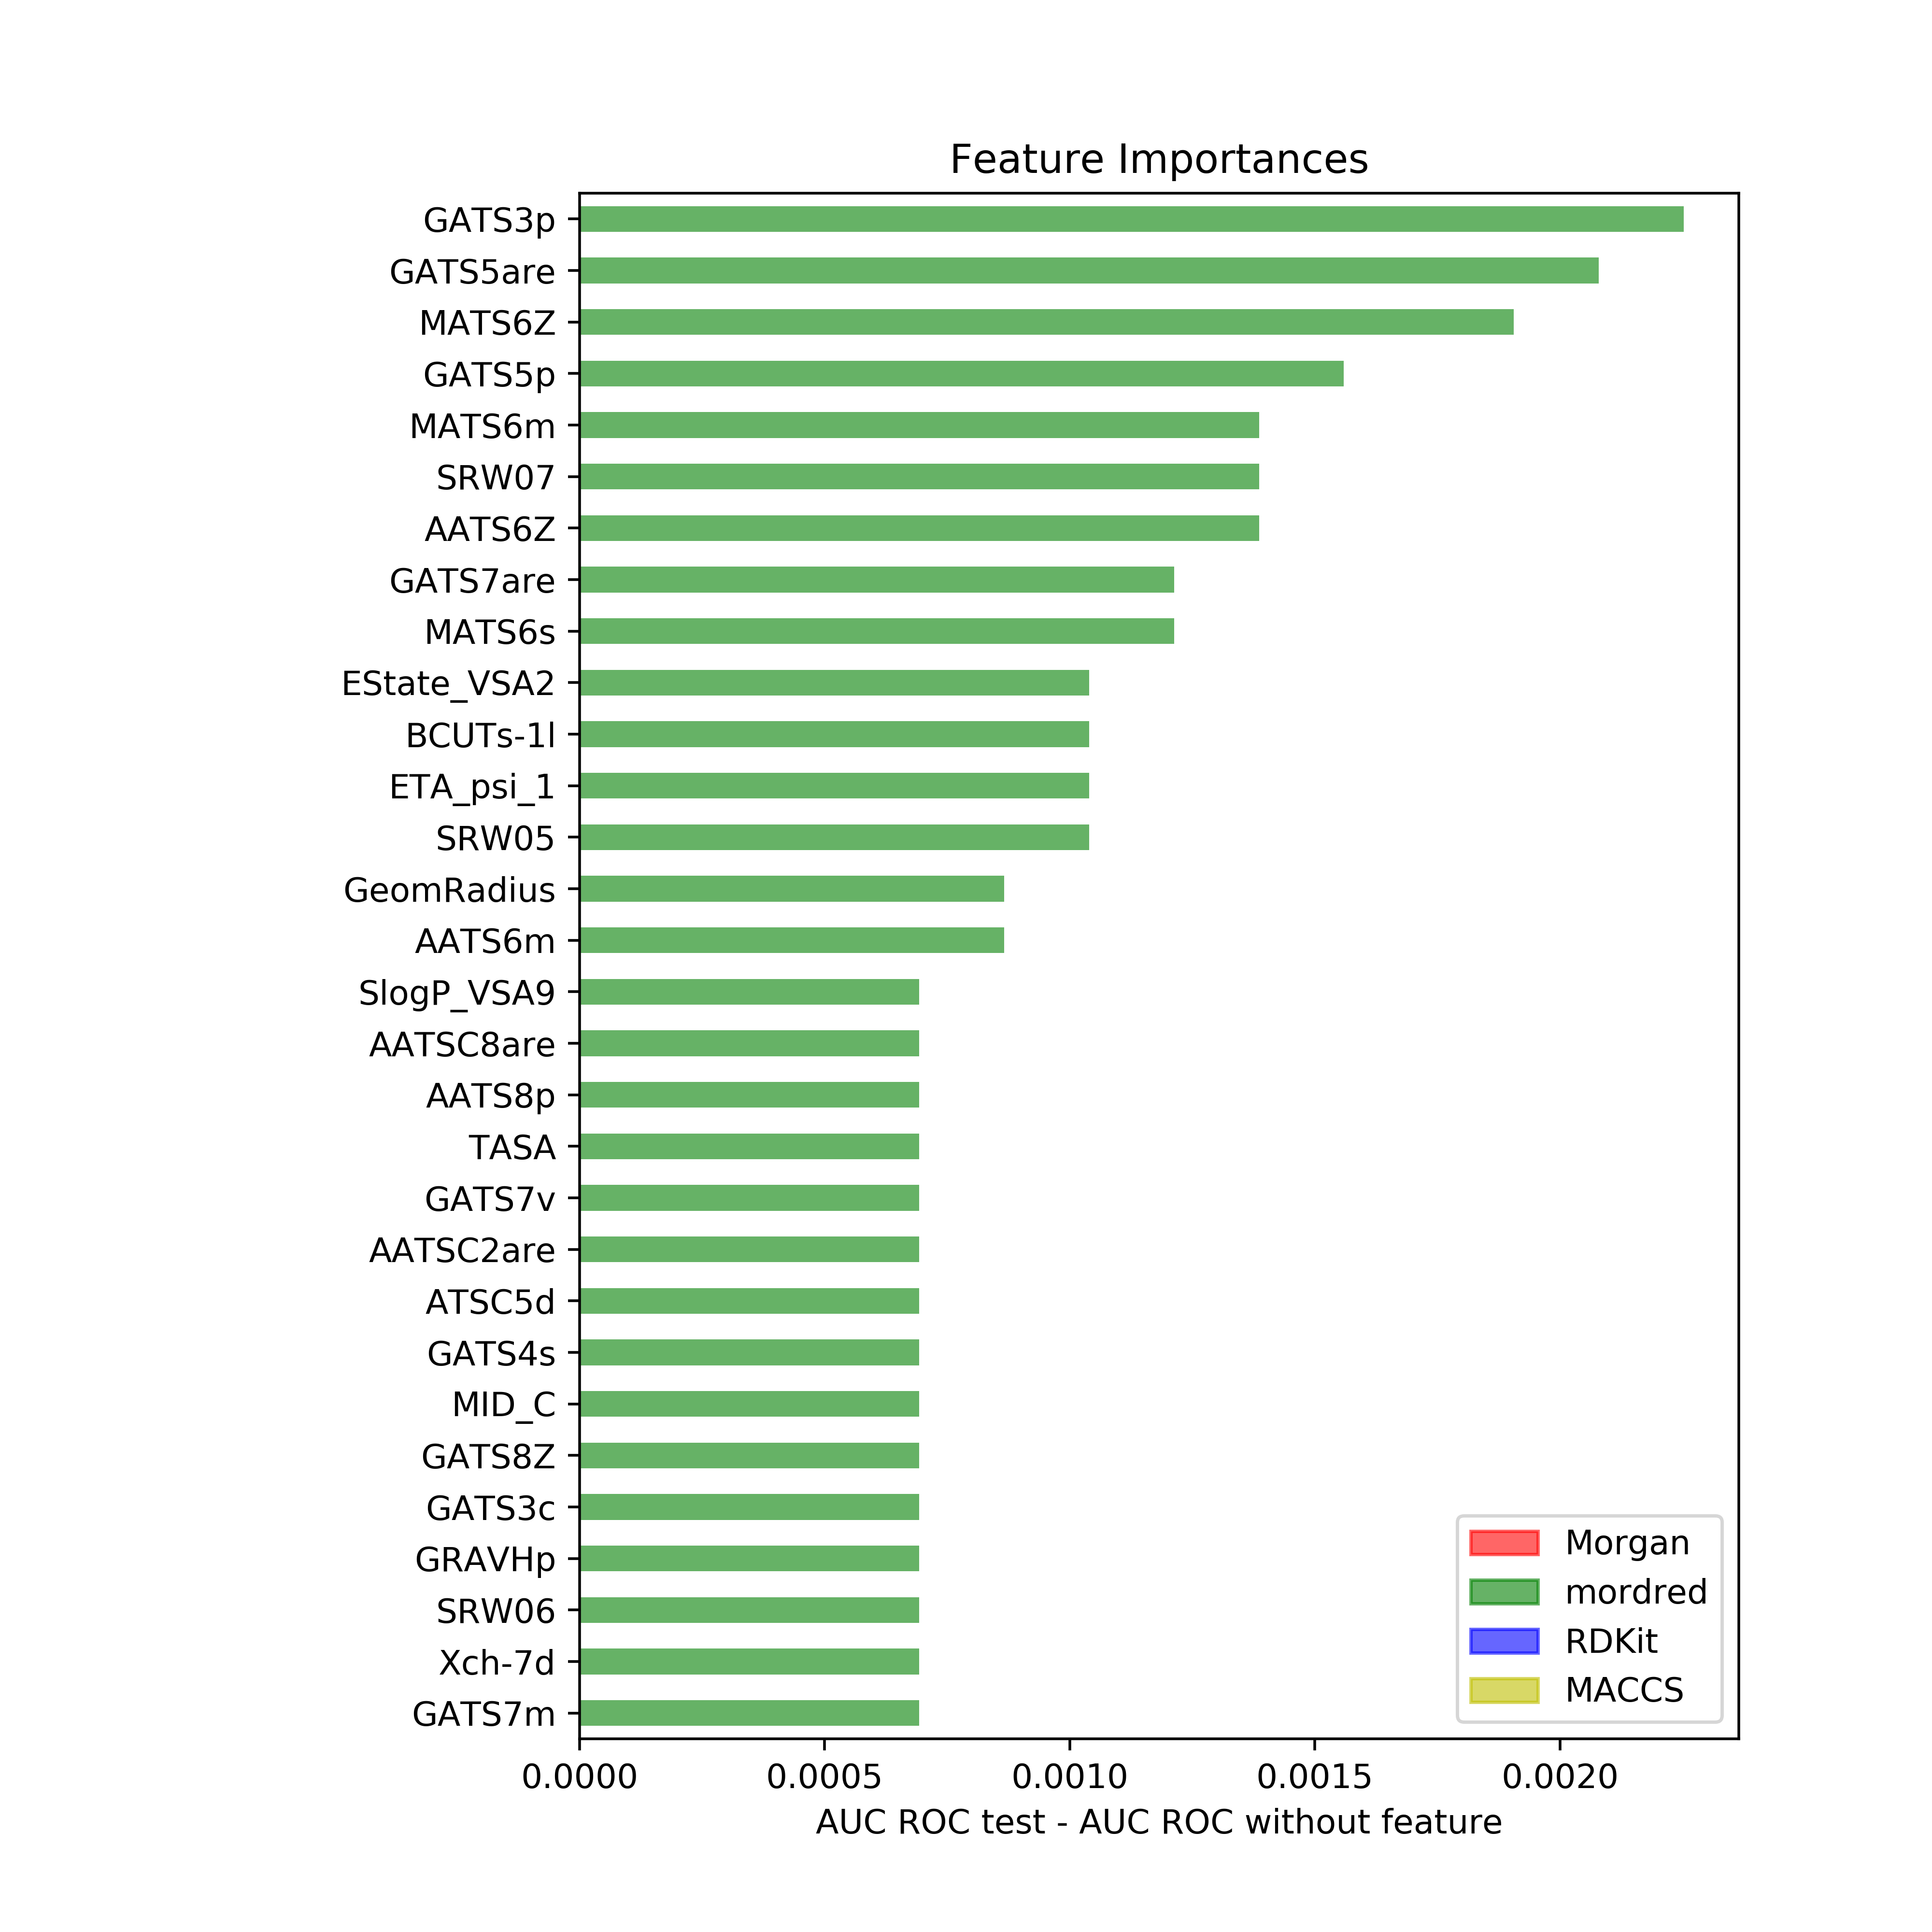 Feature Importances
GATS3p
GATS5are
MATS6Z
GATS5p
MATS6m
SRW07
AATS6Z
GATS7are
MATS6s
EState_VSA2
BCUTs-1l
ETA_psi_1
SRW05
GeomRadius
AATS6m
SlogP_VSA9
AATSC8are
AATS8p
TASA
GATS7v
AATSC2are
ATSC5d
GATS4s
MID_C
GATS8Z
GATS3c
GRAVHp
SRW06
Xch-7d
GATS7m
Morgan
mordred
RDKit
MACCS
0.0000 0.0005 0.0010 0.0015 0.0020
AUC ROC test - AUC ROC without feature